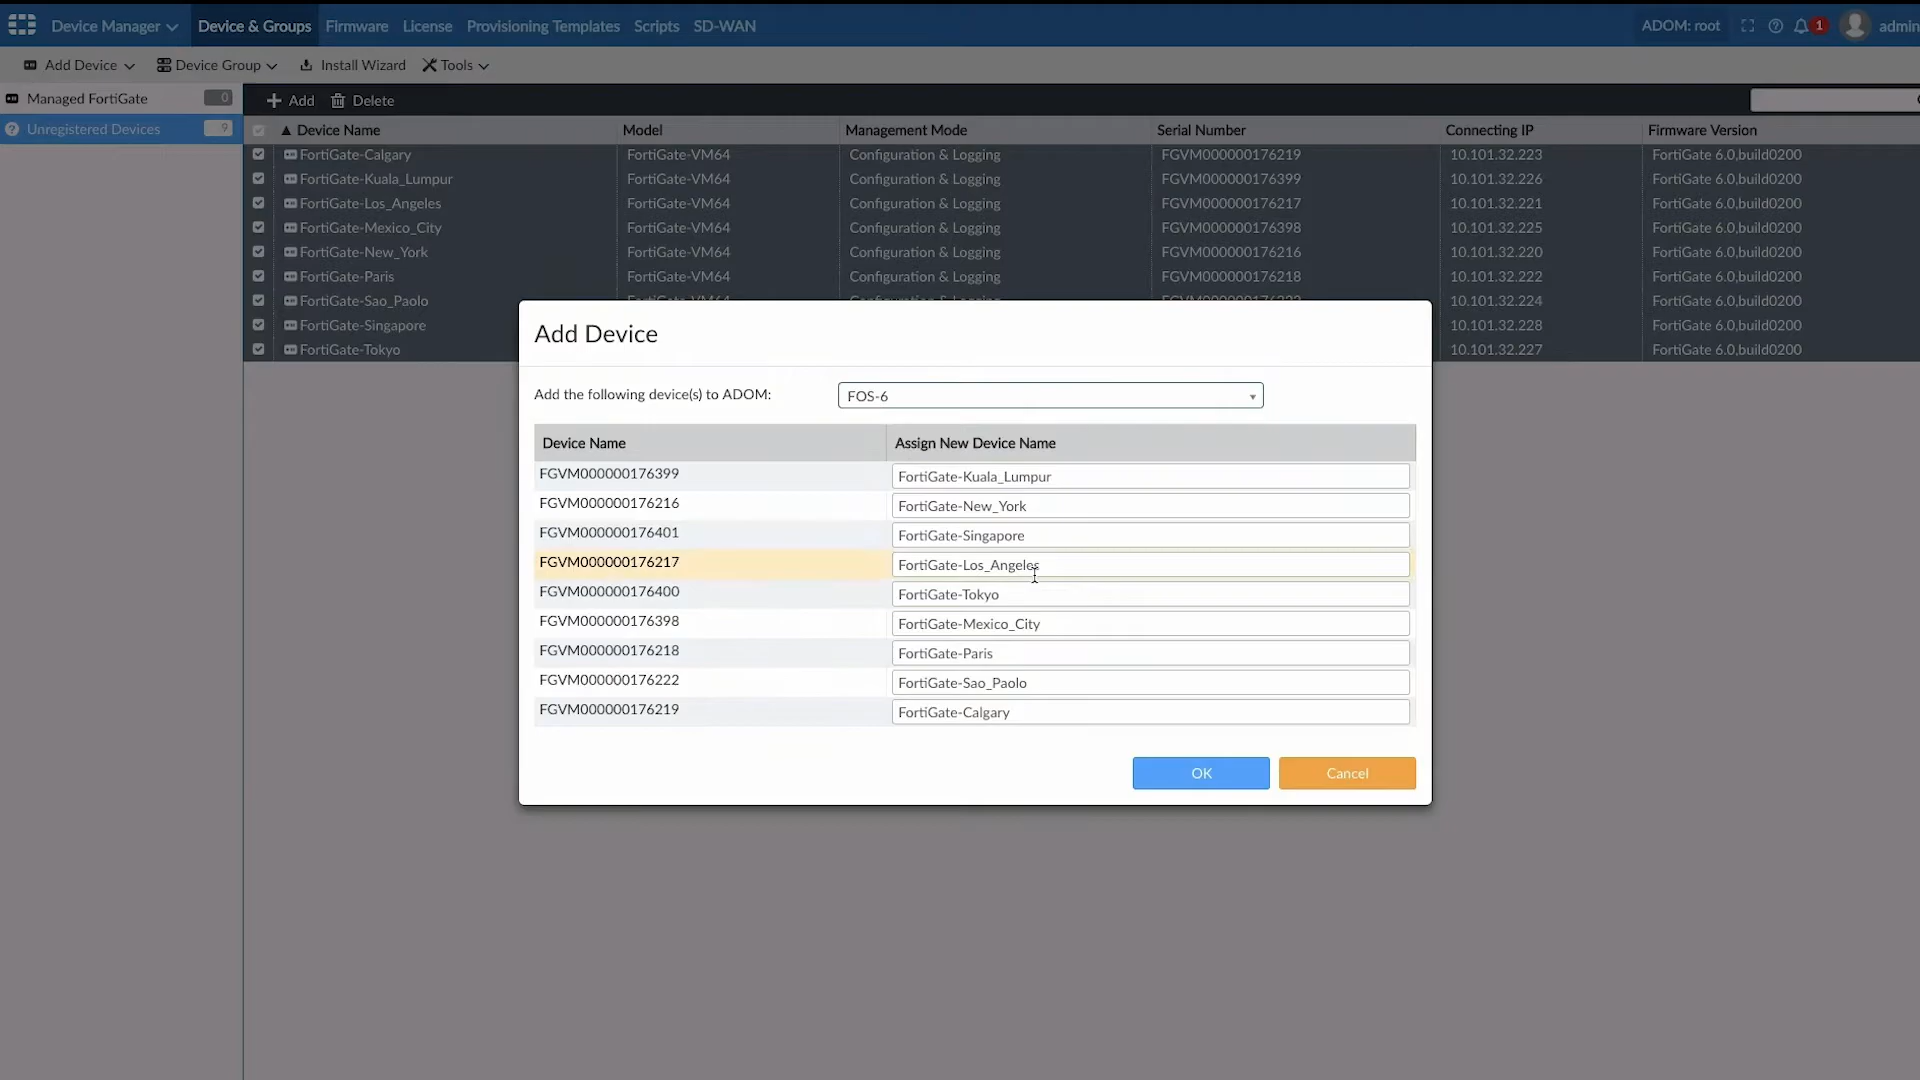 Device Manager Device & Groups Firmware License Provisioning Templates Scripts SD-WAN ADOM: root 1 admin
Add Device Device Group Install Wizard Tools
Managed FortiGate 0 Add Delete
Unregistered Devices 9 Device Name Model Management Mode Serial Number Connecting IP Firmware Version
FortiGate-Calgary FortiGate-VM64 Configuration & Logging FGVM000000176219 10.101.32.223 FortiGate 6.0,build0200
FortiGate-Kuala_Lumpur FortiGate-VM64 Configuration & Logging FGVM000000176399 10.101.32.226 FortiGate 6.0,build0200
FortiGate-Los_Angeles FortiGate-VM64 Configuration & Logging FGVM000000176217 10.101.32.221 FortiGate 6.0,build0200
FortiGate-Mexico_City FortiGate-VM64 Configuration & Logging FGVM000000176398 10.101.32.225 FortiGate 6.0,build0200
FortiGate-New_York FortiGate-VM64 Configuration & Logging FGVM000000176216 10.101.32.220 FortiGate 6.0,build0200
FortiGate-Paris FortiGate-VM64 Configuration & Logging FGVM000000176218 10.101.32.222 FortiGate 6.0,build0200
FortiGate-Sao_Paolo FortiGate-VM64 Configuration & Logging FGVM000000176222 10.101.32.224 FortiGate 6.0,build0200
FortiGate-Singapore 10.101.32.228 FortiGate 6.0,build0200
FortiGate-Tokyo 10.101.32.227 FortiGate 6.0,build0200
Add Device
Add the following device(s) to ADOM: FOS-6
Device Name Assign New Device Name
FGVM000000176399 FortiGate-Kuala_Lumpur
FGVM000000176216 FortiGate-New_York
FGVM000000176401 FortiGate-Singapore
FGVM000000176217 FortiGate-Los_Angeles
FGVM000000176400 FortiGate-Tokyo
FGVM000000176398 FortiGate-Mexico_City
FGVM000000176218 FortiGate-Paris
FGVM000000176222 FortiGate-Sao_Paolo
FGVM000000176219 FortiGate-Calgary
OK Cancel